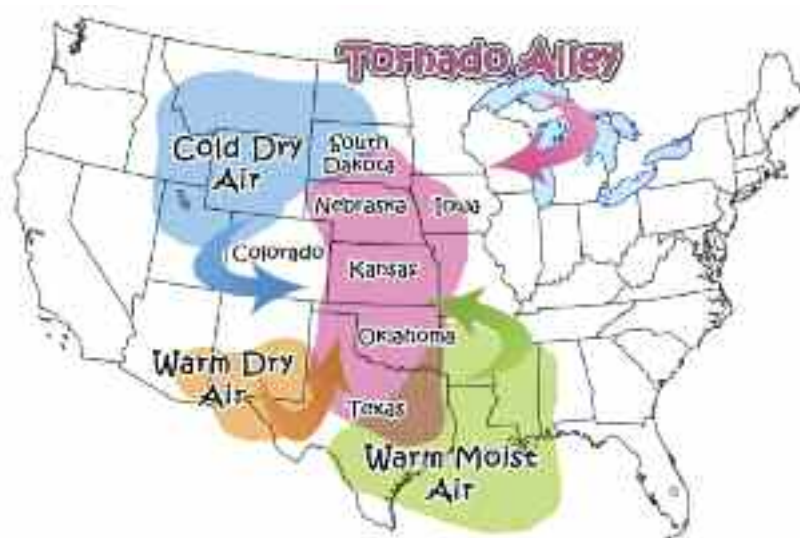 Tornado Alley
Cold Dry
Air
South
Dakota
Nebraska
Iowa
Colorado
Kansas
Oklahoma
Warm Dry
Air
Texas
Warm Moist
Air